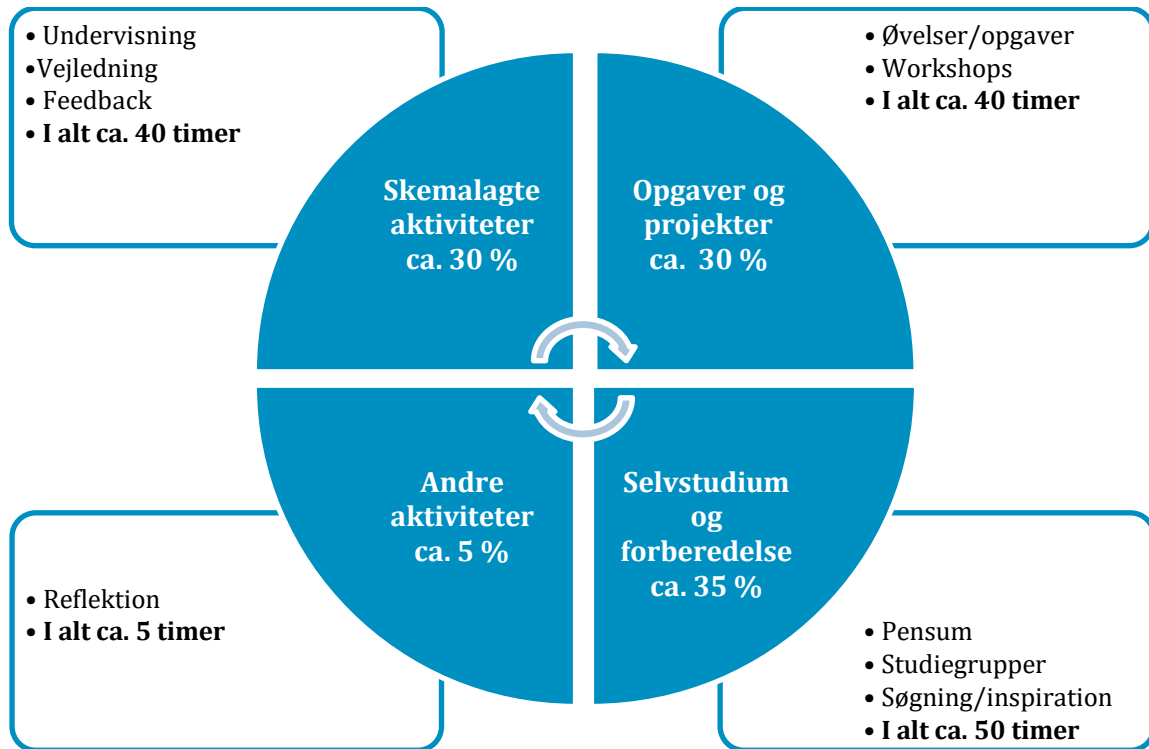 • Undervisning
•Vejledning
• Feedback
• I alt ca. 40 timer
• Øvelser/opgaver
• Workshops
• I alt ca. 40 timer
Skemalagte
aktiviteter
ca. 30 %
Opgaver og
projekter
ca. 30 %
Andre
aktiviteter
ca. 5 %
Selvstudium
og
forberedelse
ca. 35 %
• Reflektion
• I alt ca. 5 timer
• Pensum
• Studiegrupper
• Søgning/inspiration
• I alt ca. 50 timer